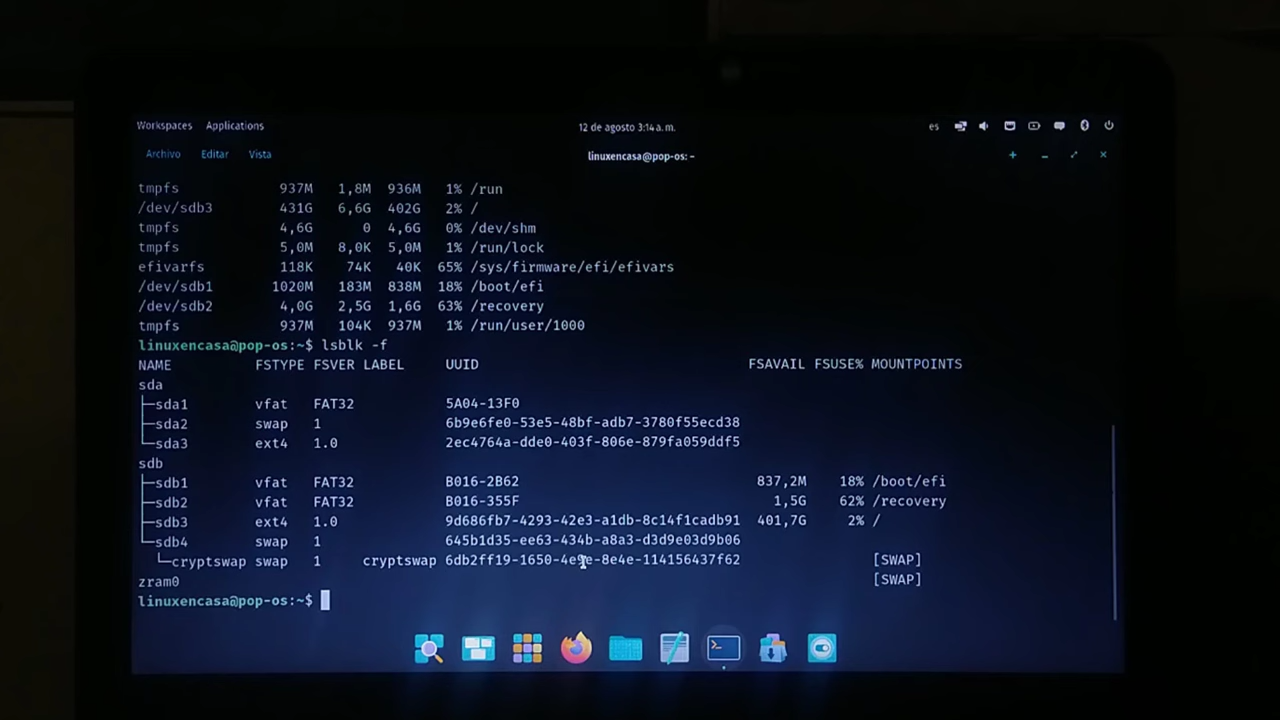 Workspaces Applications 12 de agosto 3:14 a.m. es
Archivo Editar Vista linuxencasa@pop-os: ~
tmpfs 937M 1,8M 936M 1% /run
/dev/sdb3 431G 6,6G 402G 2% /
tmpfs 4,6G 0 4,6G 0% /dev/shm
tmpfs 5,0M 8,0K 5,0M 1% /run/lock
efivarfs 118K 74K 40K 65% /sys/firmware/efi/efivars
/dev/sdb1 1020M 183M 838M 18% /boot/efi
/dev/sdb2 4,0G 2,5G 1,6G 63% /recovery
tmpfs 937M 104K 937M 1% /run/user/1000
linuxencasa@pop-os:~$ lsblk -f
NAME FSTYPE FSVER LABEL UUID FSAVAIL FSUSE% MOUNTPOINTS
sda
├─sda1 vfat FAT32 5A04-13F0
├─sda2 swap 1 6b9e6fe0-53e5-48bf-adb7-3780f55ecd38
└─sda3 ext4 1.0 2ec4764a-dde0-403f-806e-879fa059ddf5
sdb
├─sdb1 vfat FAT32 B016-2B62 837,2M 18% /boot/efi
├─sdb2 vfat FAT32 B016-355F 1,5G 62% /recovery
├─sdb3 ext4 1.0 9d686fb7-4293-42e3-a1db-8c14f1cadb91 401,7G 2% /
└─sdb4 swap 1 645b1d35-ee63-434b-a8a3-d3d9e03d9b06
└─cryptswap swap 1 cryptswap 6db2ff19-1650-4e9e-8e4e-114156437f62 [SWAP]
zram0 [SWAP]
linuxencasa@pop-os:~$